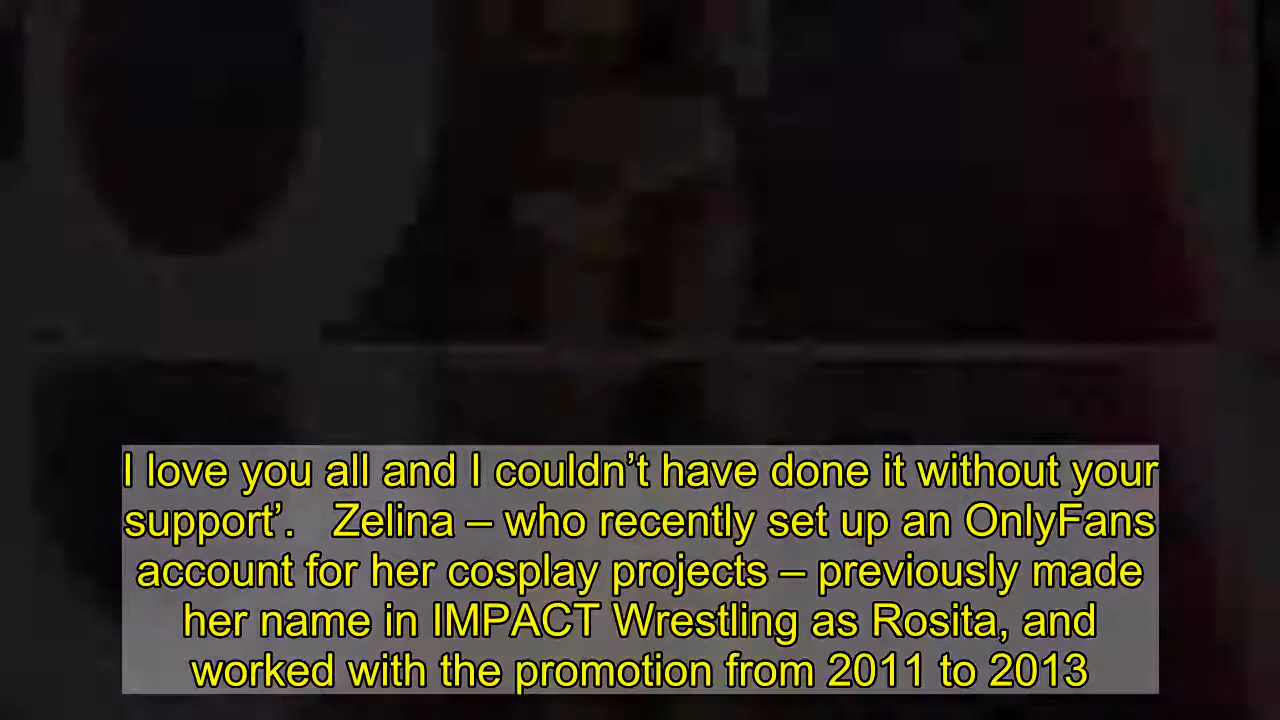 I love you all and I couldn’t have done it without your
support’.   Zelina – who recently set up an OnlyFans
account for her cosplay projects – previously made
her name in IMPACT Wrestling as Rosita, and
worked with the promotion from 2011 to 2013